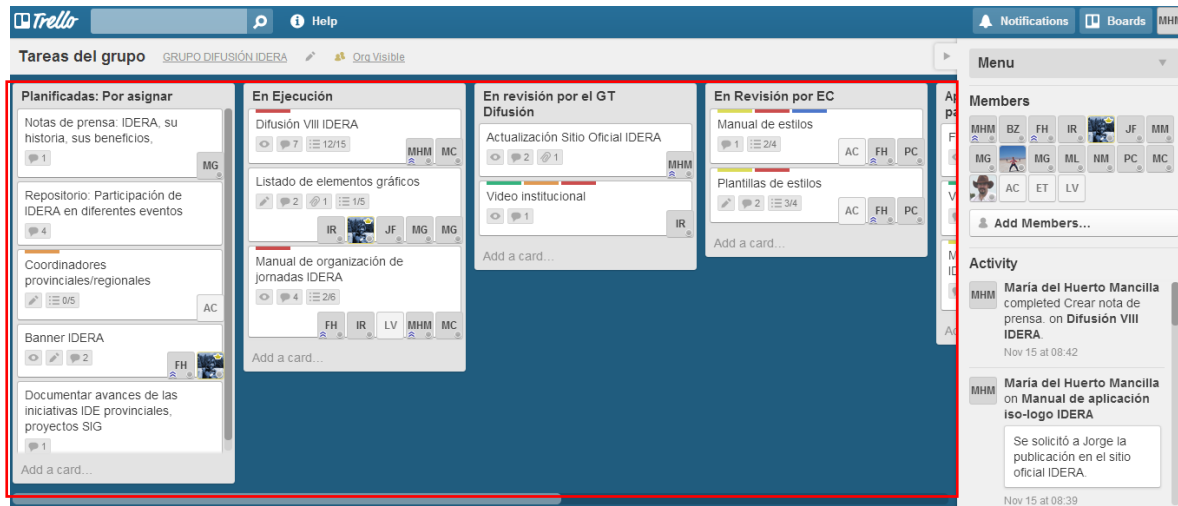 Trello
Help
Notifications
Boards
MHM
Tareas del grupo
GRUPO DIFUSIÓN IDERA
Org Visible
Planificadas: Por asignar
Notas de prensa: IDERA, su
historia, sus beneficios,
1
MG
Repositorio: Participación de
IDERA en diferentes eventos
4
Coordinadores
provinciales/regionales
0/5
AC
Banner IDERA
2
FH
Documentar avances de las
iniciativas IDE provinciales,
proyectos SIG
1
Add a card...
En Ejecución
Difusión VIII IDERA
7 12/15
MHM MC
Listado de elementos gráficos
2 1 1/5
IR JF MG MG
Manual de organización de
jornadas IDERA
4 2/6
FH IR LV MHM MC
Add a card...
En revisión por el GT
Difusión
Actualización Sitio Oficial IDERA
2 1
MHM
Video institucional
1
IR
Add a card...
En Revisión por EC
Manual de estilos
1 2/4
AC FH PC
Plantillas de estilos
2 3/4
AC FH PC
Add a card...
Menu
Members
MHM BZ FH IR JF MM
MG MG ML NM PC MC
AC ET LV
Add Members...
Activity
MHM
María del Huerto Mancilla
completed Crear nota de
prensa. on Difusión VIII
IDERA.
Nov 15 at 08:42
MHM
María del Huerto Mancilla
on Manual de aplicación
iso-logo IDERA
Se solicitó a Jorge la
publicación en el sitio
oficial IDERA.
Nov 15 at 08:39